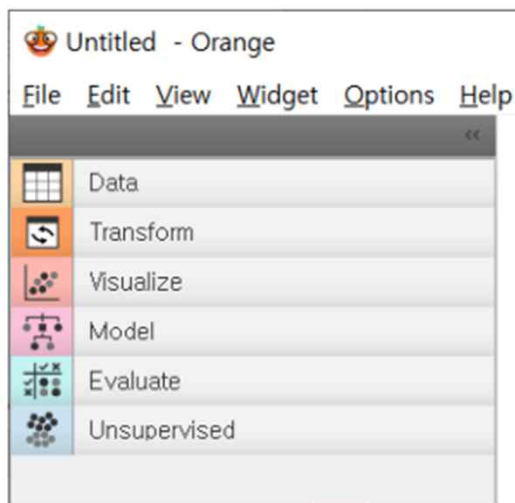 Untitled - Orange
File Edit View Widget Options Help
Data
Transform
Visualize
Model
Evaluate
Unsupervised